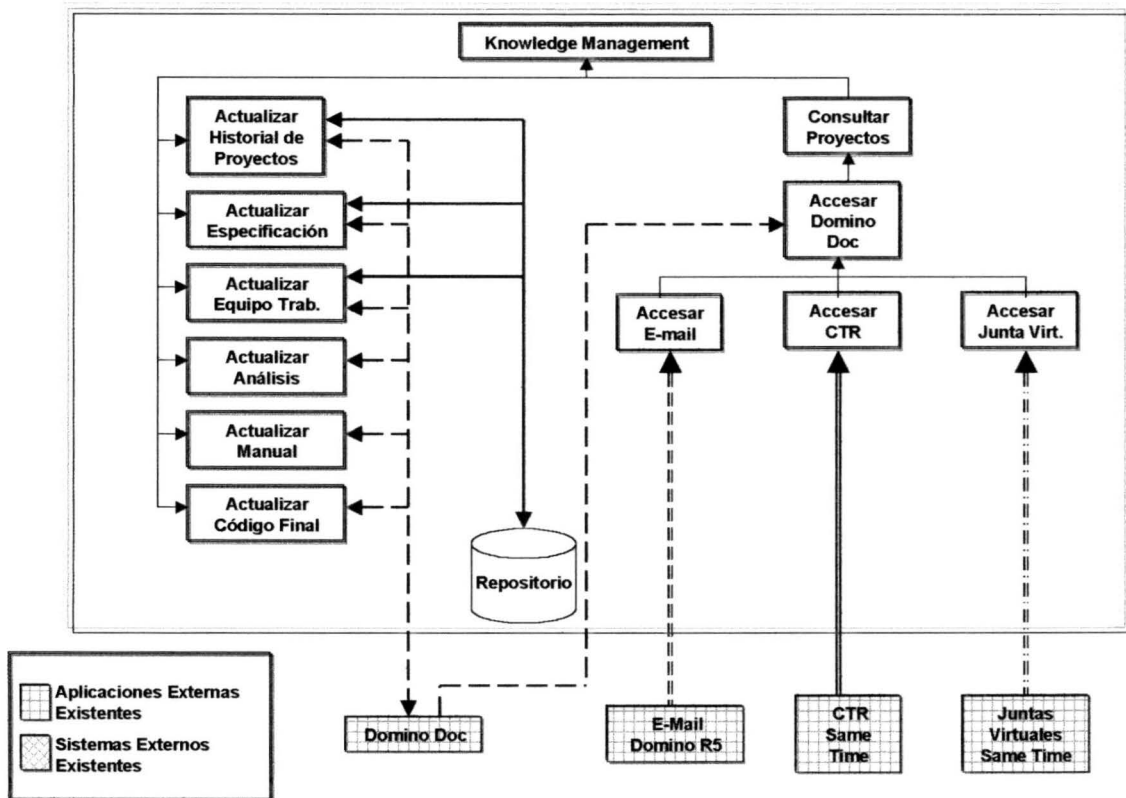 Knowledge Management
Actualizar
Historial de
Proyectos
Consultar
Proyectos
Actualizar
Especificación
Accesar
Domino
Doc
Actualizar
Equipo Trab.
Accesar
E-mail
Accesar
CTR
Accesar
Junta Virt.
Actualizar
Análisis
Actualizar
Manual
Actualizar
Código Final
Repositorio
Aplicaciones Externas
Existentes
Sistemas Externos
Existentes
Domino Doc
E-Mail
Domino R5
CTR
Same
Time
Juntas
Virtuales
Same Time